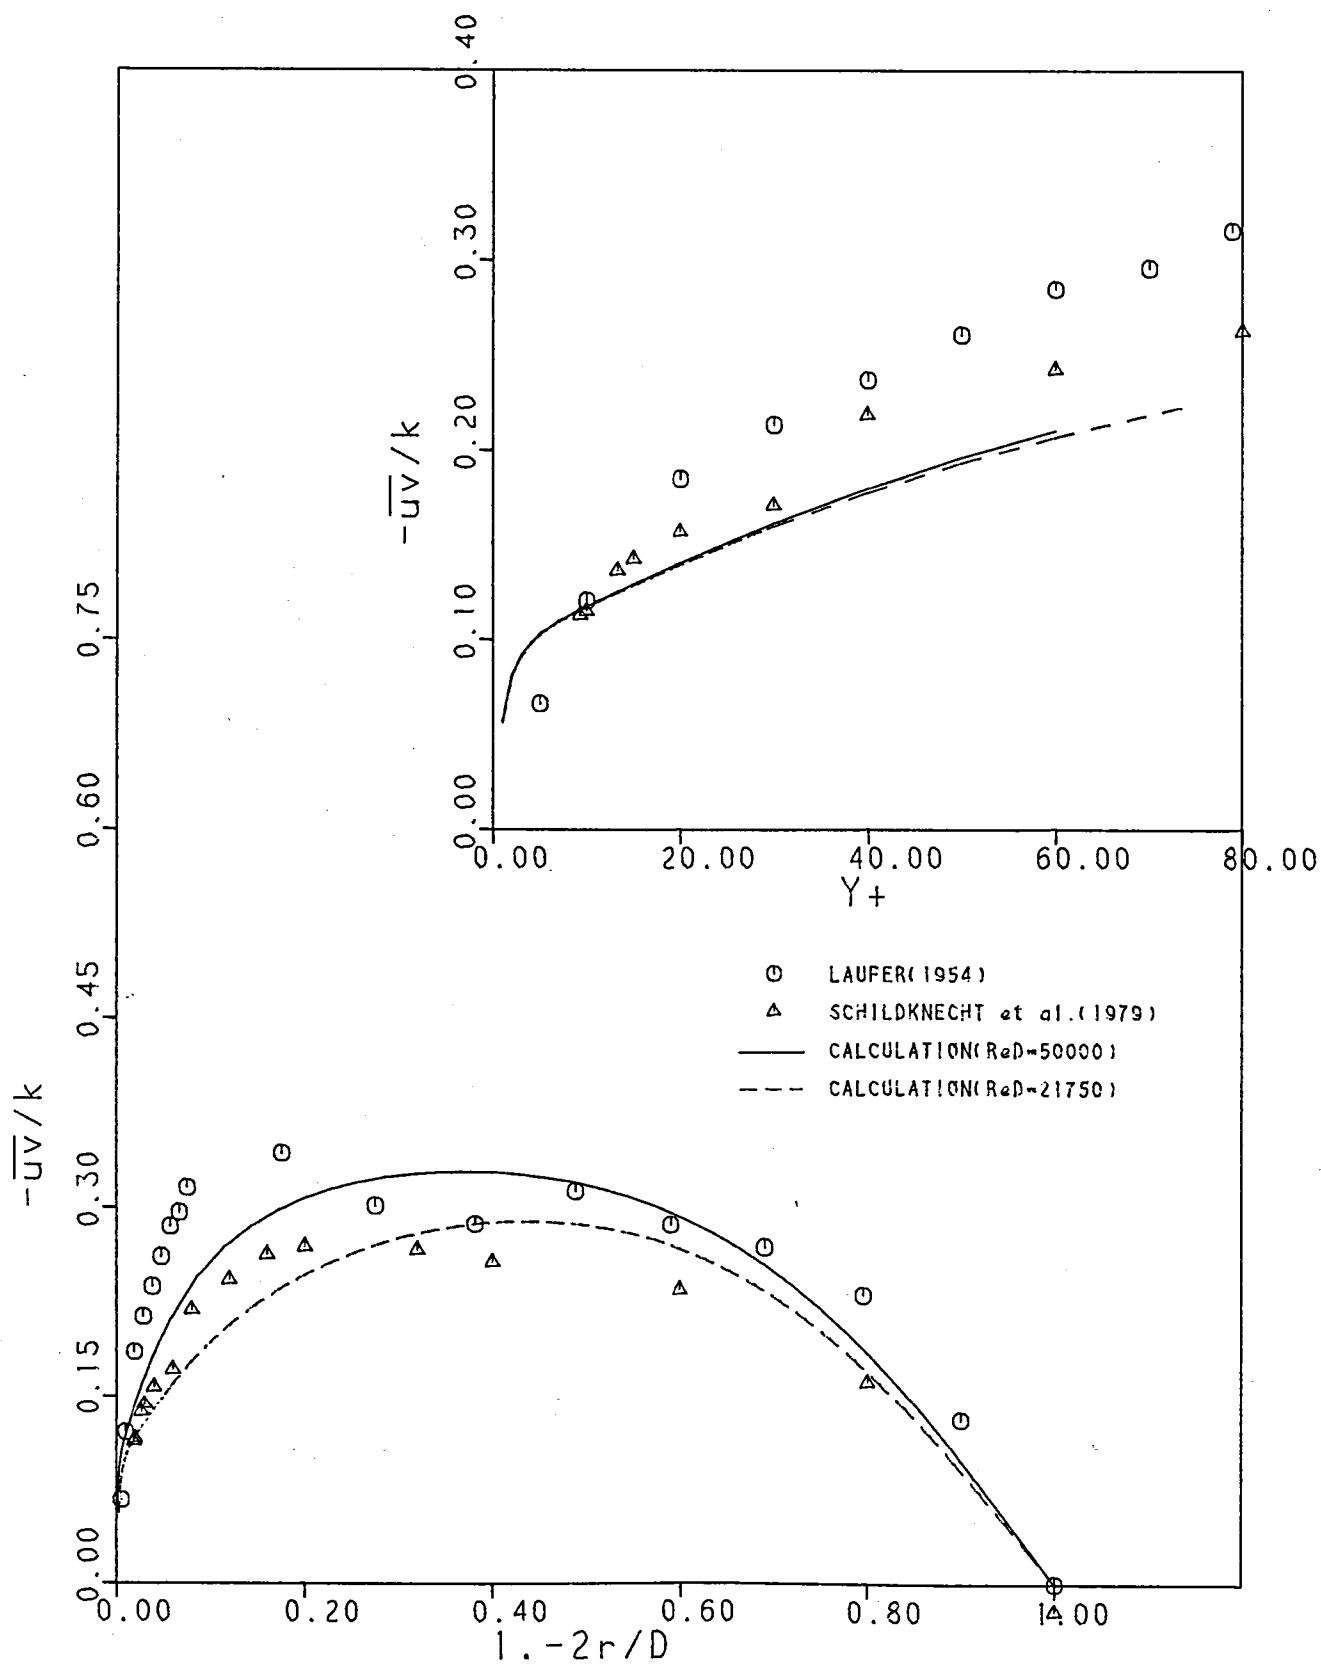 0.40
0.30
0.20
0.10
0.00
-uv/k
0.00 20.00 40.00 60.00 80.00
Y+
LAUFER(1954)
SCHILDKNECHT et al.(1979)
CALCULATION(ReD=50000)
CALCULATION(ReD=21750)
0.75
0.60
0.45
0.30
0.15
0.00
-uv/k
0.00 0.20 0.40 0.60 0.80 1.00
1.-2r/D